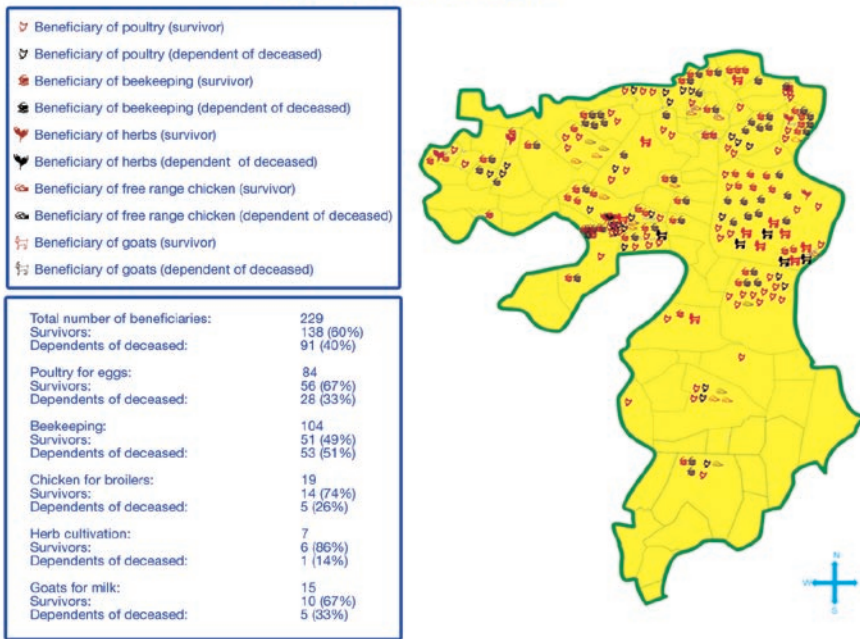 Beneficiary of poultry (survivor)
Beneficiary of poultry (dependent of deceased)
Beneficiary of beekeeping (survivor)
Beneficiary of beekeeping (dependent of deceased)
Beneficiary of herbs (survivor)
Beneficiary of herbs (dependent of deceased)
Beneficiary of free range chicken (survivor)
Beneficiary of free range chicken (dependent of deceased)
Beneficiary of goats (survivor)
Beneficiary of goats (dependent of deceased)
Total number of beneficiaries: 229
Survivors: 138 (60%)
Dependents of deceased: 91 (40%)
Poultry for eggs: 84
Survivors: 56 (67%)
Dependents of deceased: 28 (33%)
Beekeeping: 104
Survivors: 51 (49%)
Dependents of deceased: 53 (51%)
Chicken for broilers: 19
Survivors: 14 (74%)
Dependents of deceased: 5 (26%)
Herb cultivation: 7
Survivors: 6 (86%)
Dependents of deceased: 1 (14%)
Goats for milk: 15
Survivors: 10 (67%)
Dependents of deceased: 5 (33%)
N
W E
S